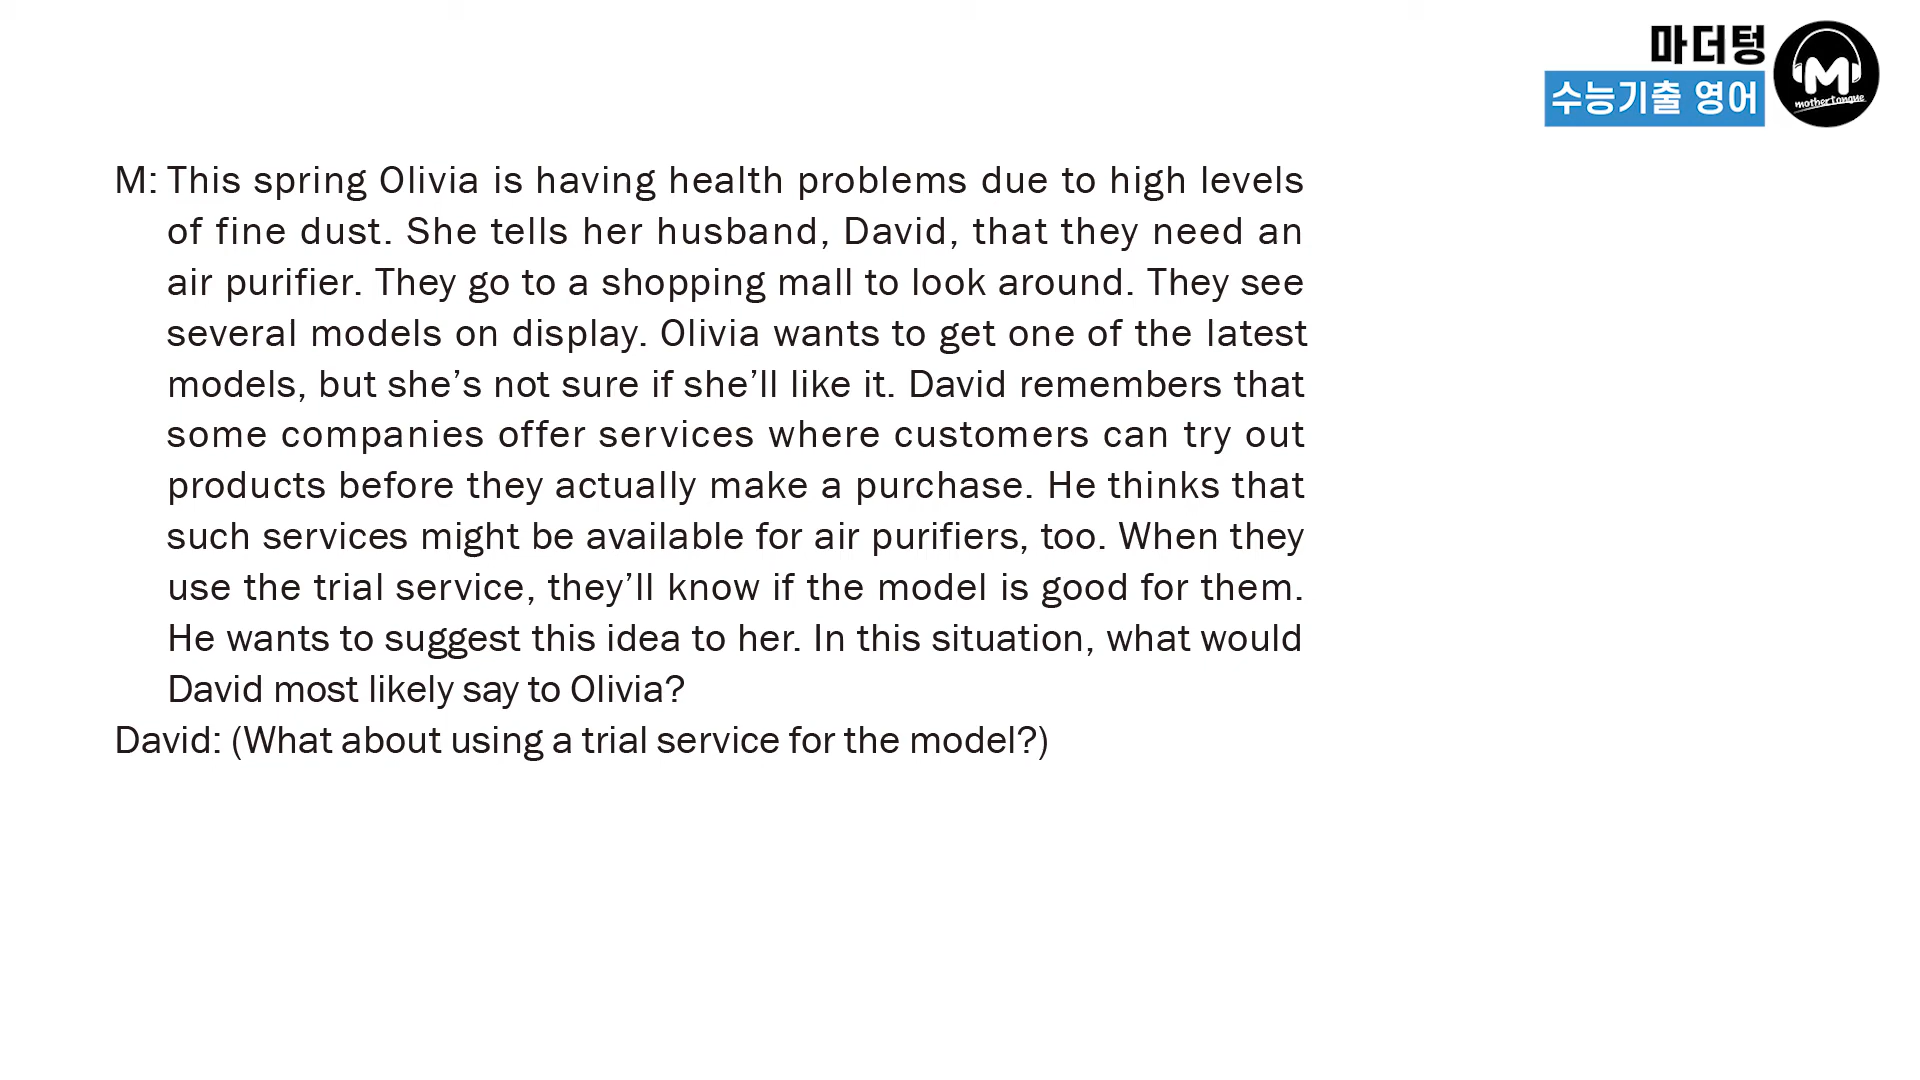 마더텅
수능기출 영어
M
mothertongue
M: This spring Olivia is having health problems due to high levels
of fine dust. She tells her husband, David, that they need an
air purifier. They go to a shopping mall to look around. They see
several models on display. Olivia wants to get one of the latest
models, but she’s not sure if she’ll like it. David remembers that
some companies offer services where customers can try out
products before they actually make a purchase. He thinks that
such services might be available for air purifiers, too. When they
use the trial service, they’ll know if the model is good for them.
He wants to suggest this idea to her. In this situation, what would
David most likely say to Olivia?
David: (What about using a trial service for the model?)